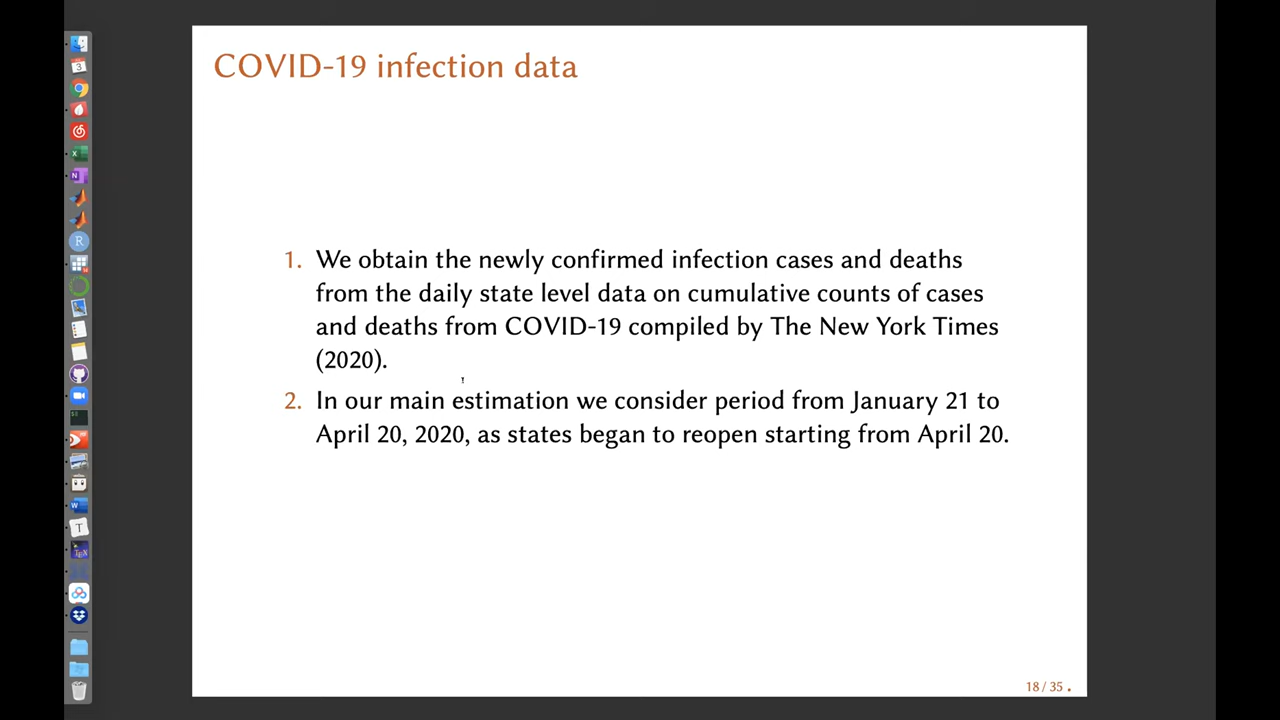 COVID-19 infection data
1. We obtain the newly confirmed infection cases and deaths
from the daily state level data on cumulative counts of cases
and deaths from COVID-19 compiled by The New York Times
(2020).
2. In our main estimation we consider period from January 21 to
April 20, 2020, as states began to reopen starting from April 20.
18 / 35
3
X
N
R
W
T
TEX